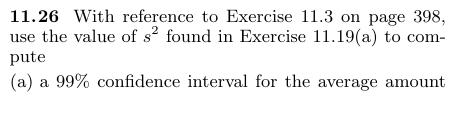 11.26 With reference to Exercise 11.3 on page 398,
use the value of s² found in Exercise 11.19(a) to com-
pute
(a) a 99% confidence interval for the average amount